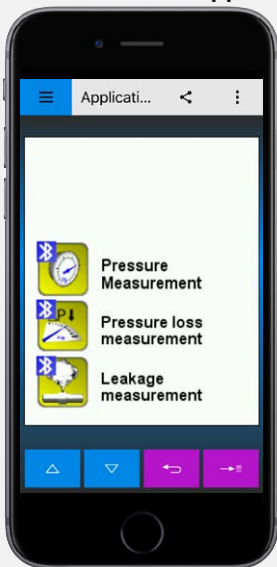 Applicati...
Pressure
Measurement
P
Pressure loss
measurement
Leakage
measurement